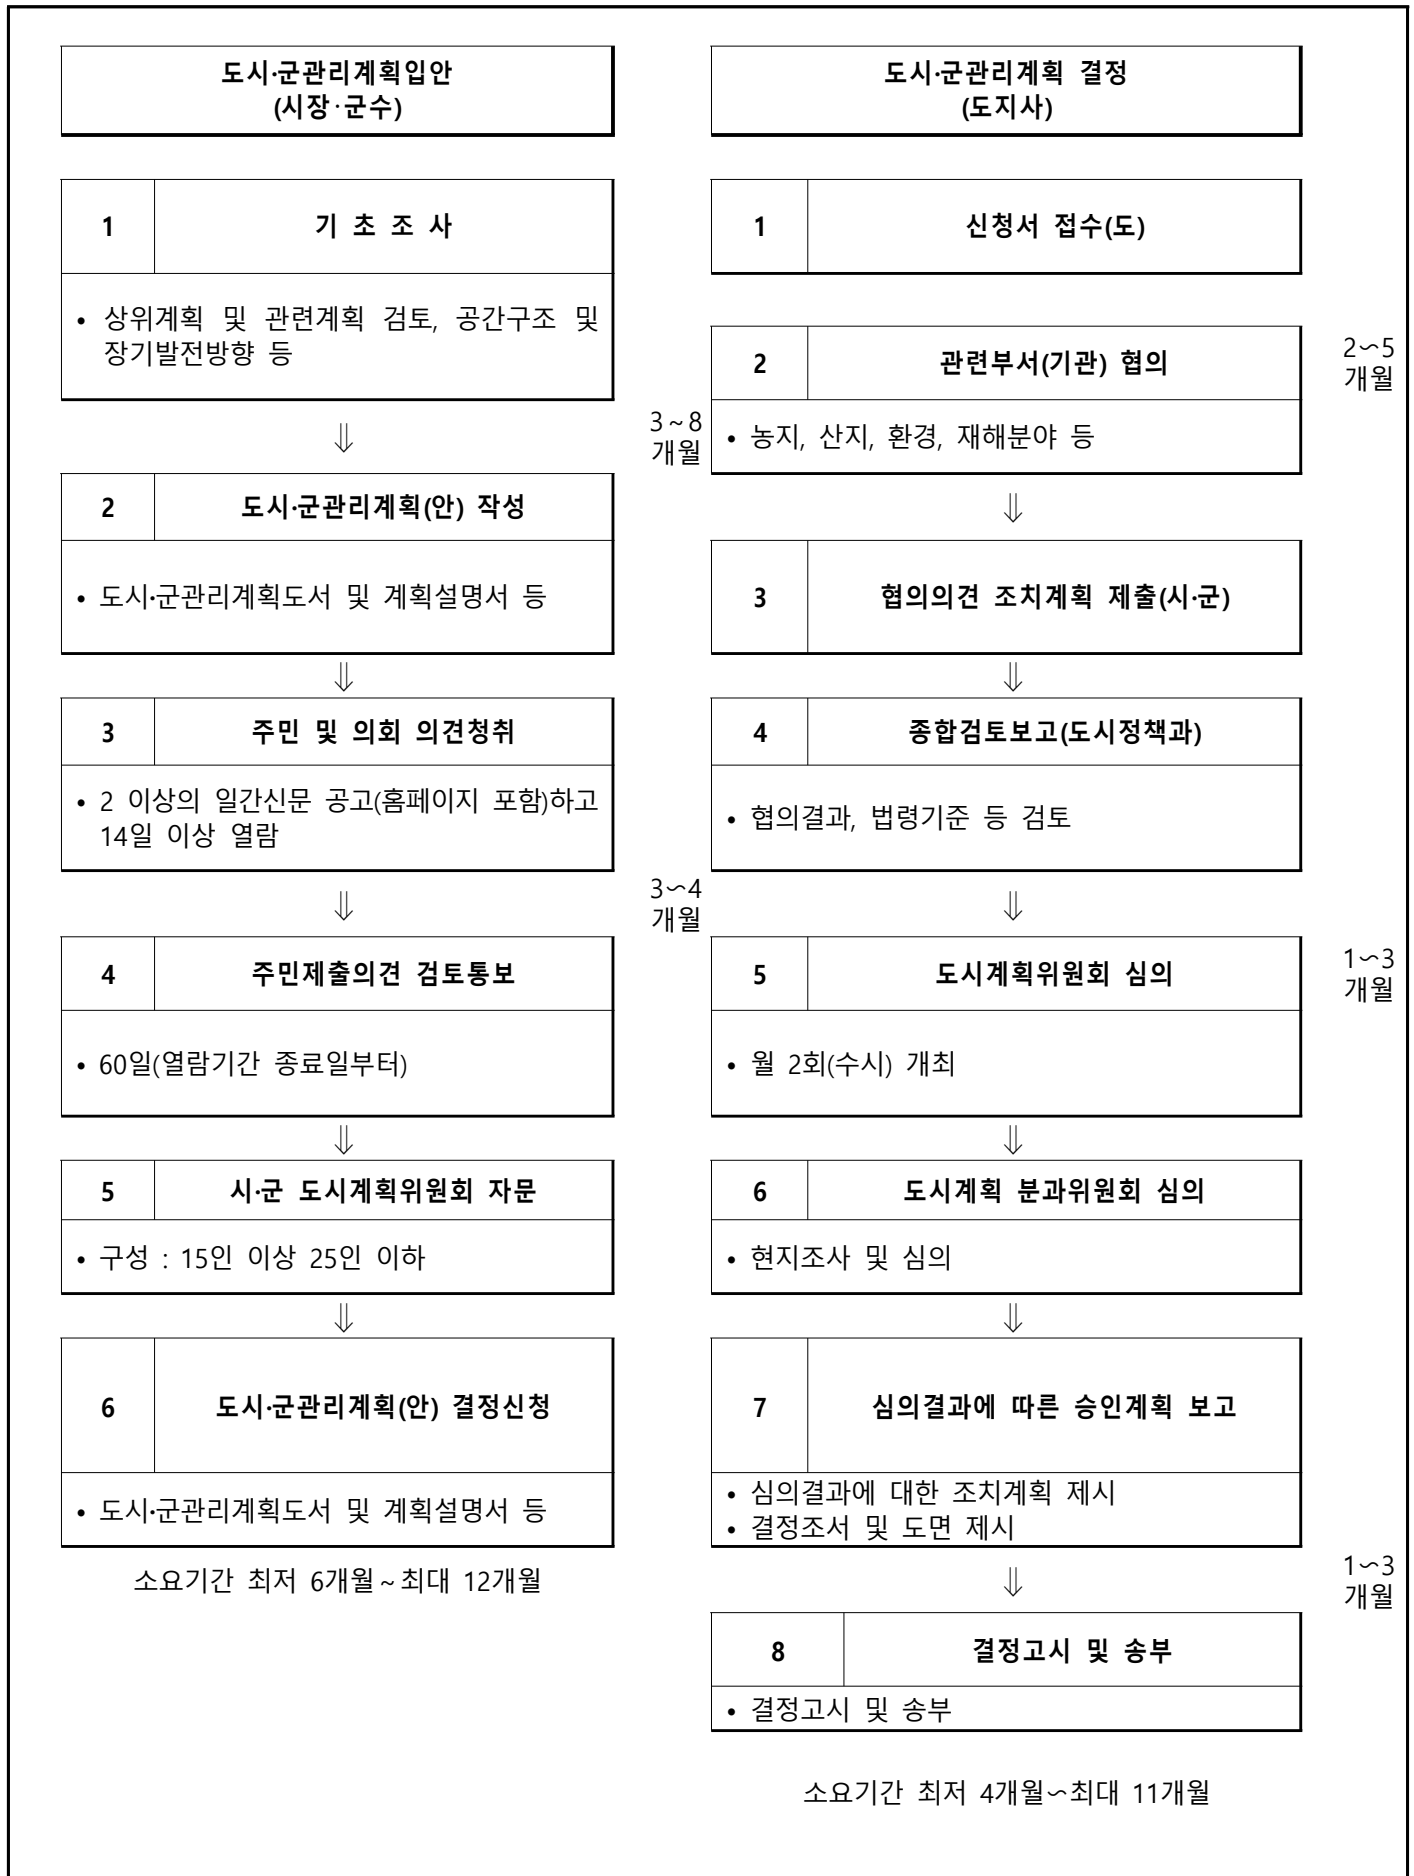 도시·군관리계획입안
(시장·군수)
1
기 초 조 사
• 상위계획 및 관련계획 검토, 공간구조 및
장기발전방향 등
⇓
3~8
개월
2
도시·군관리계획(안) 작성
• 도시·군관리계획도서 및 계획설명서 등
⇓
3
주민 및 의회 의견청취
• 2 이상의 일간신문 공고(홈페이지 포함)하고
14일 이상 열람
⇓
3∽4
개월
4
주민제출의견 검토통보
• 60일(열람기간 종료일부터)
⇓
5
시·군 도시계획위원회 자문
• 구성 : 15인 이상 25인 이하
⇓
6
도시·군관리계획(안) 결정신청
• 도시·군관리계획도서 및 계획설명서 등
소요기간 최저 6개월~최대 12개월
도시·군관리계획 결정
(도지사)
1
신청서 접수(도)
2
관련부서(기관) 협의
2∽5
개월
• 농지, 산지, 환경, 재해분야 등
⇓
3
협의의견 조치계획 제출(시·군)
⇓
4
종합검토보고(도시정책과)
• 협의결과, 법령기준 등 검토
⇓
5
도시계획위원회 심의
1∽3
개월
• 월 2회(수시) 개최
⇓
6
도시계획 분과위원회 심의
• 현지조사 및 심의
⇓
7
심의결과에 따른 승인계획 보고
• 심의결과에 대한 조치계획 제시
• 결정조서 및 도면 제시
⇓
1∽3
개월
8
결정고시 및 송부
• 결정고시 및 송부
소요기간 최저 4개월∽최대 11개월